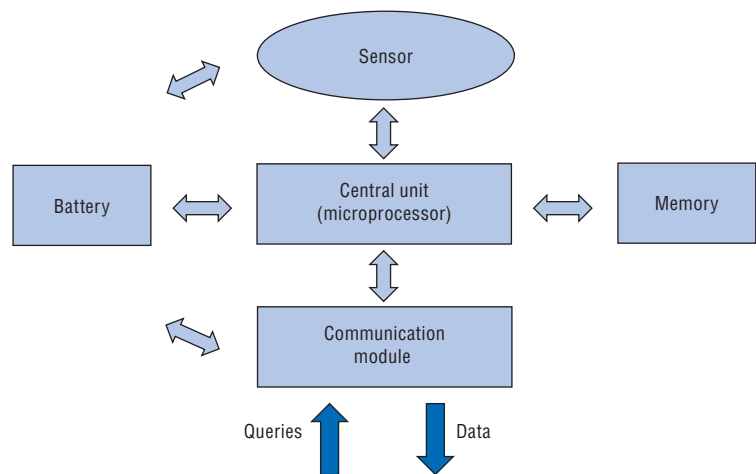 Sensor
Battery
Central unit
(microprocessor)
Memory
Communication
module
Queries
Data